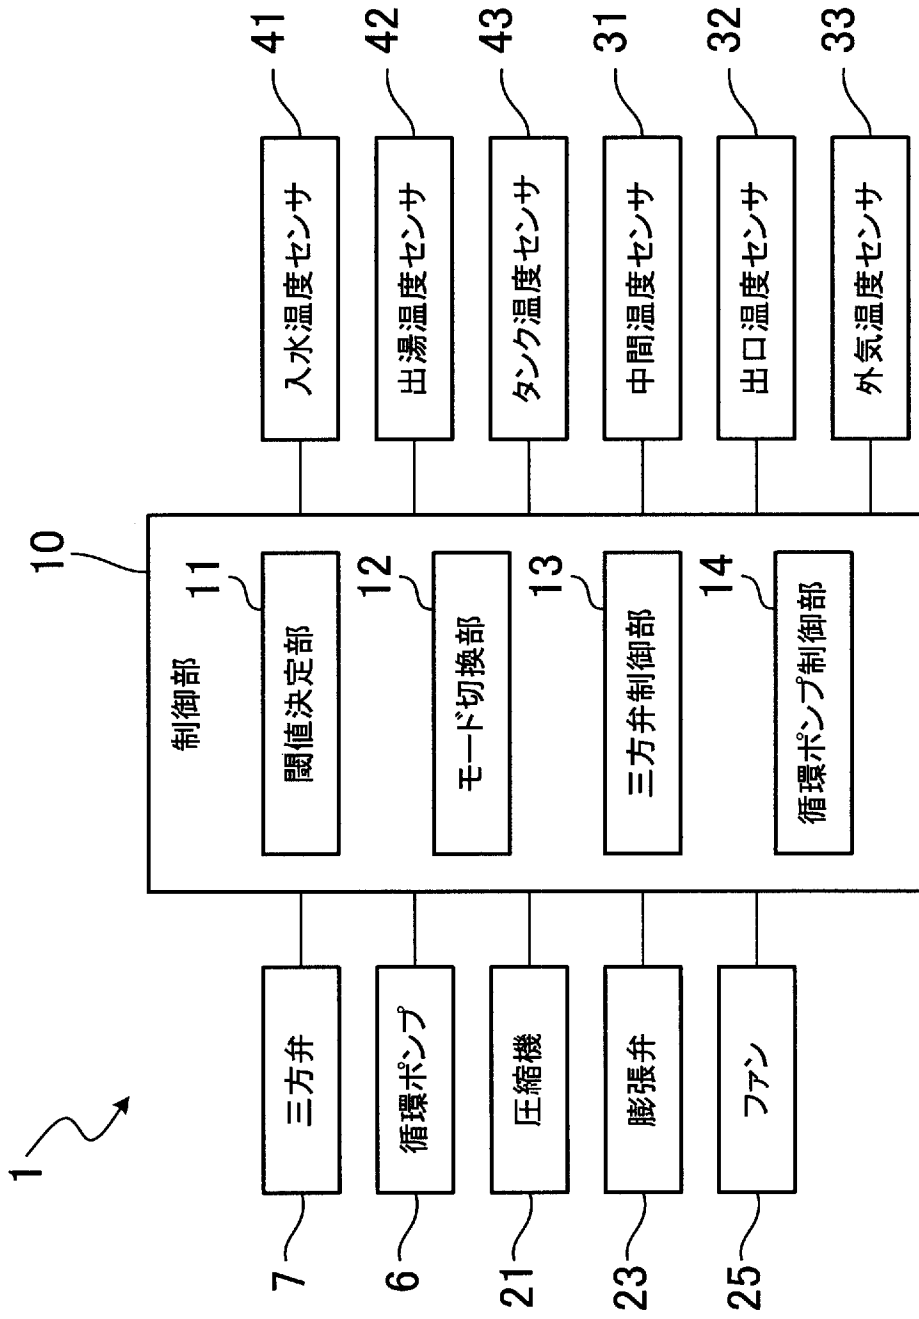 1
10
制御部
7
三方弁
11
閾値決定部
入水温度センサ
41
6
循環ポンプ
出湯温度センサ
42
12
モード切換部
21
圧縮機
タンク温度センサ
43
23
膨張弁
13
三方弁制御部
中間温度センサ
31
25
ファン
出口温度センサ
32
14
循環ポンプ制御部
外気温度センサ
33